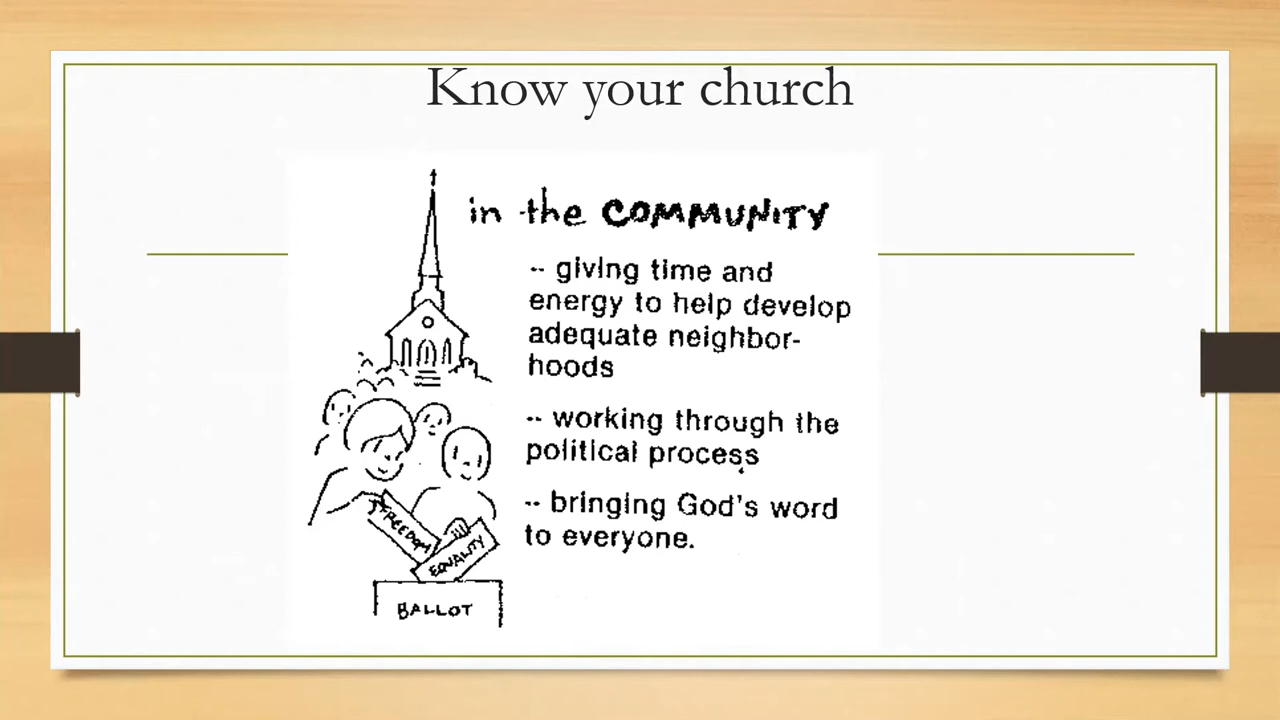 Know your church
in the COMMUNITY
-- giving time and
energy to help develop
adequate neighbor-
hoods
-- working through the
political process
-- bringing God's word
to everyone.
FREEDOM
EQUALITY
BALLOT